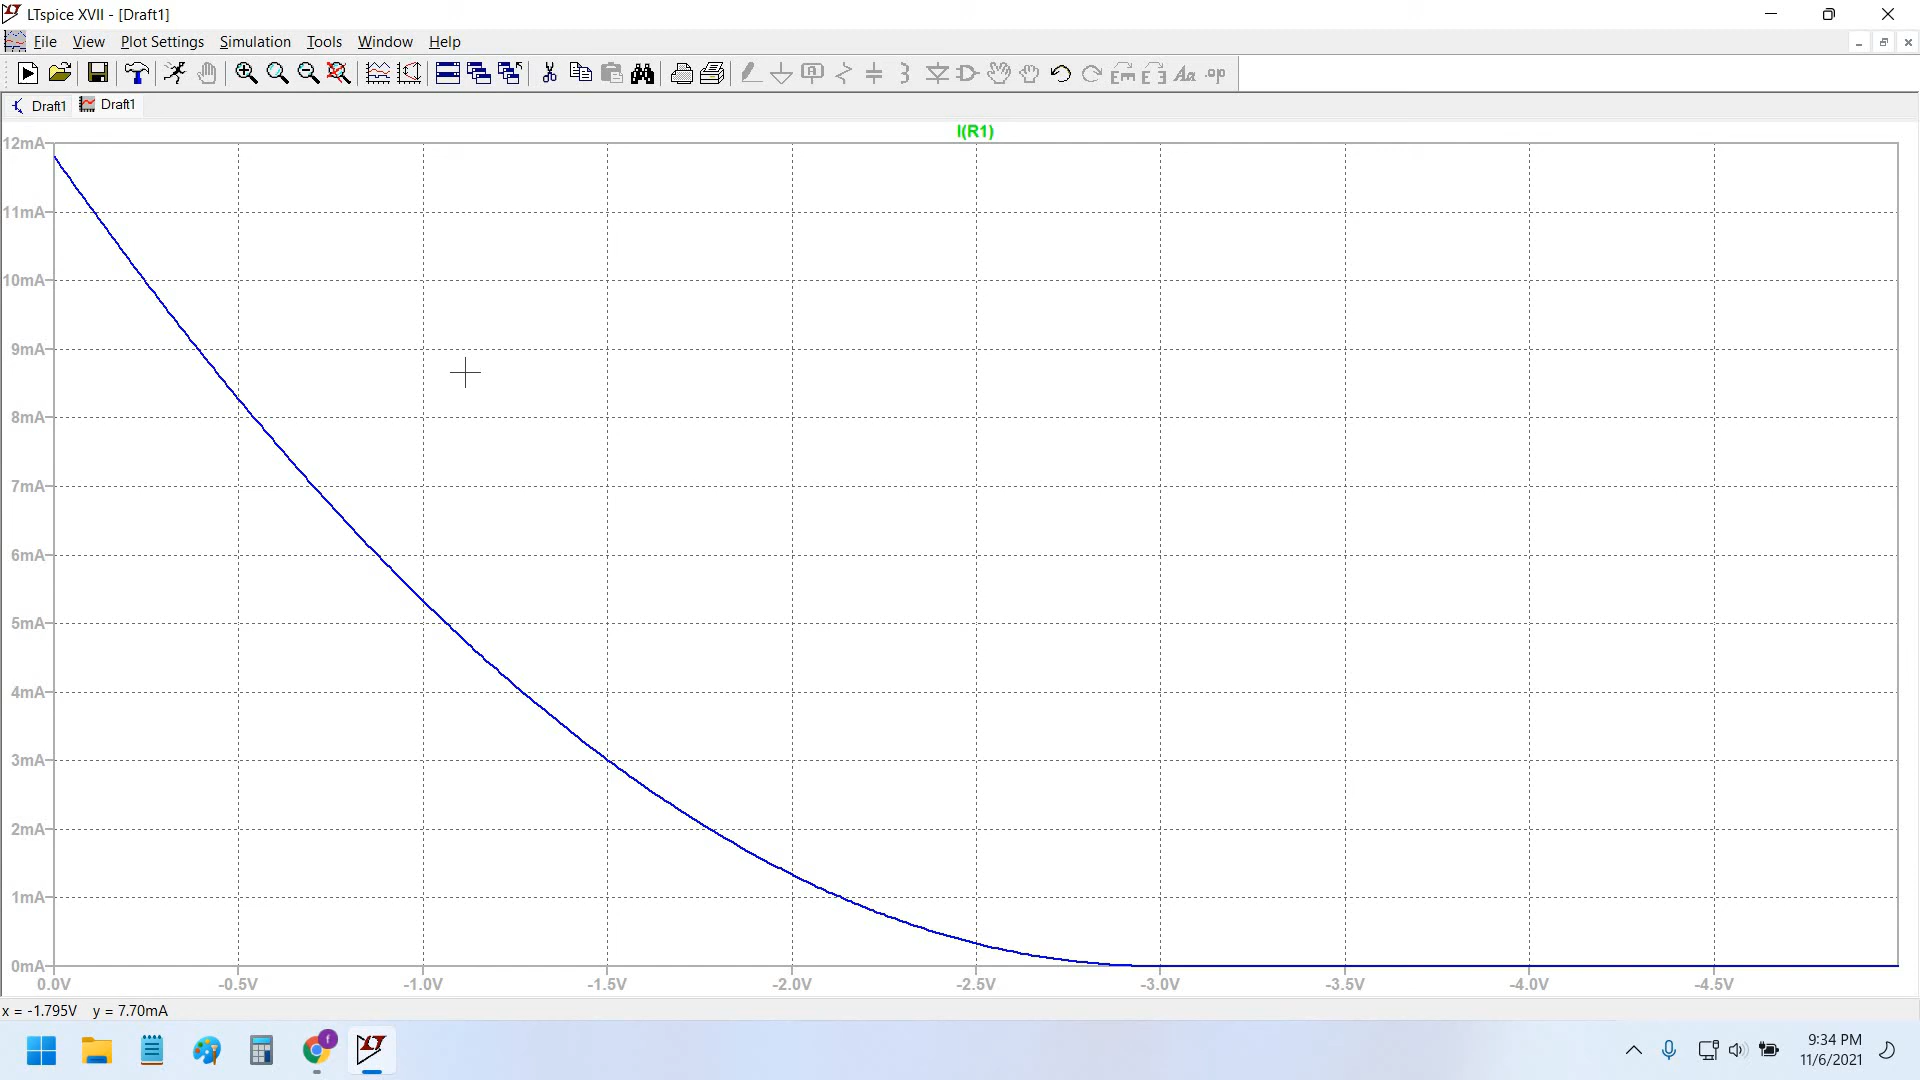 LTspice XVII - [Draft1]
File View Plot Settings Simulation Tools Window Help
Aa .op
Draft1 Draft1
I(R1)
12mA
11mA
10mA
9mA
8mA
7mA
6mA
5mA
4mA
3mA
2mA
1mA
0mA
0.0V -0.5V -1.0V -1.5V -2.0V -2.5V -3.0V -3.5V -4.0V -4.5V
x = -1.795V y = 7.70mA
f
9:34 PM
11/6/2021